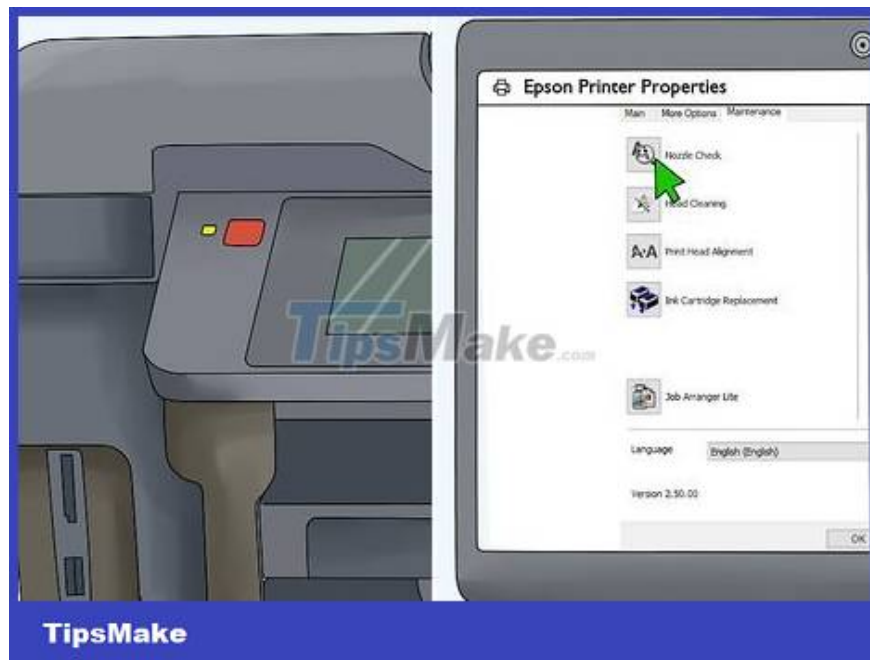 Epson Printer Properties
Main More Options Maintenance
Nozzle Check
Head Cleaning
A·A Print Head Alignment
Ink Cartridge Replacement
TipsMake.com
Job Arranger Lite
Language English (English)
Version 2.50.00
OK
TipsMake